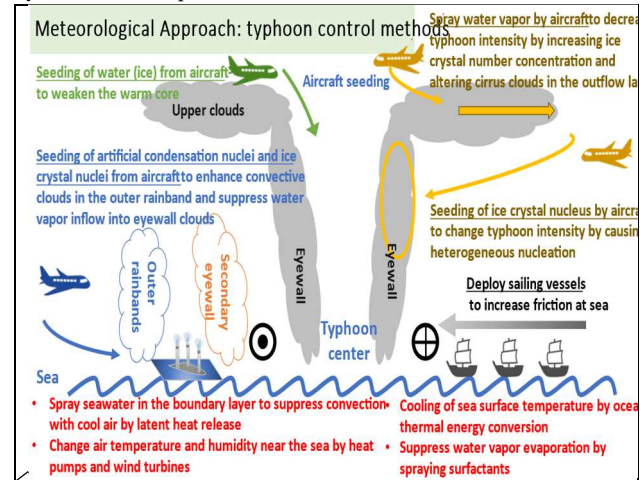 Meteorological Approach: typhoon control methods
Spray water vapor by aircraft to decrea
typhoon intensity by increasing ice
crystal number concentration and
altering cirrus clouds in the outflow la
Seeding of water (ice) from aircraft
to weaken the warm core
Aircraft seeding
Upper clouds
Seeding of artificial condensation nuclei and ice
crystal nuclei from aircraft to enhance convective
clouds in the outer rainband and suppress water
vapor inflow into eyewall clouds
Seeding of ice crystal nucleus by aircra
to change typhoon intensity by causin
heterogeneous nucleation
Outer
rainbands
Secondary
eyewall
Eyewall
Eyewall
Deploy sailing vessels
to increase friction at sea
Typhoon
center
Sea
• Spray seawater in the boundary layer to suppress convection
with cool air by latent heat release
• Change air temperature and humidity near the sea by heat
pumps and wind turbines
• Cooling of sea surface temperature by ocea
thermal energy conversion
• Suppress water vapor evaporation by
spraying surfactants